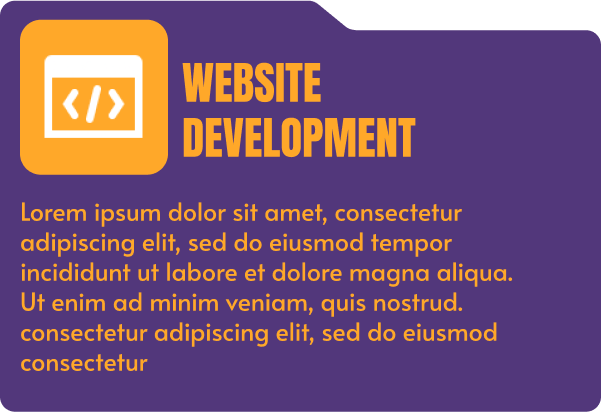 </>
WEBSITE
DEVELOPMENT
Lorem ipsum dolor sit amet, consectetur
adipiscing elit, sed do eiusmod tempor
incididunt ut labore et dolore magna aliqua.
Ut enim ad minim veniam, quis nostrud.
consectetur adipiscing elit, sed do eiusmod
consectetur